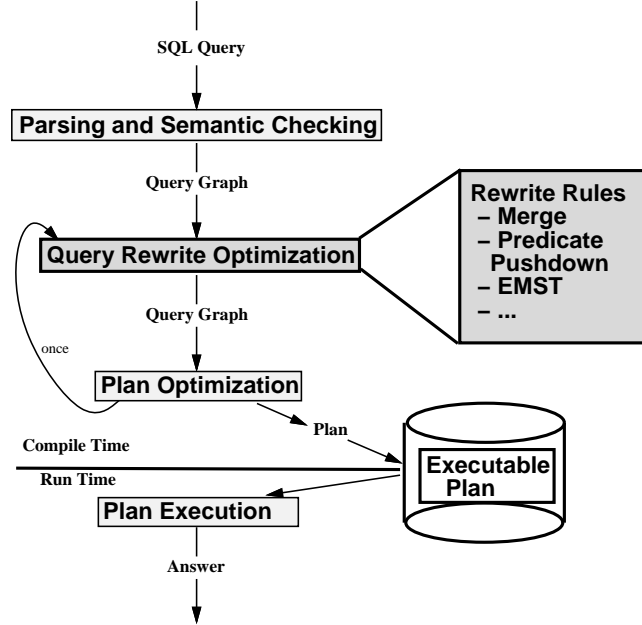 SQL Query
Parsing and Semantic Checking
Query Graph
Rewrite Rules
– Merge
– Predicate
Pushdown
– EMST
– ...
Query Rewrite Optimization
Query Graph
once
Plan Optimization
Plan
Compile Time
Run Time
Executable
Plan
Plan Execution
Answer